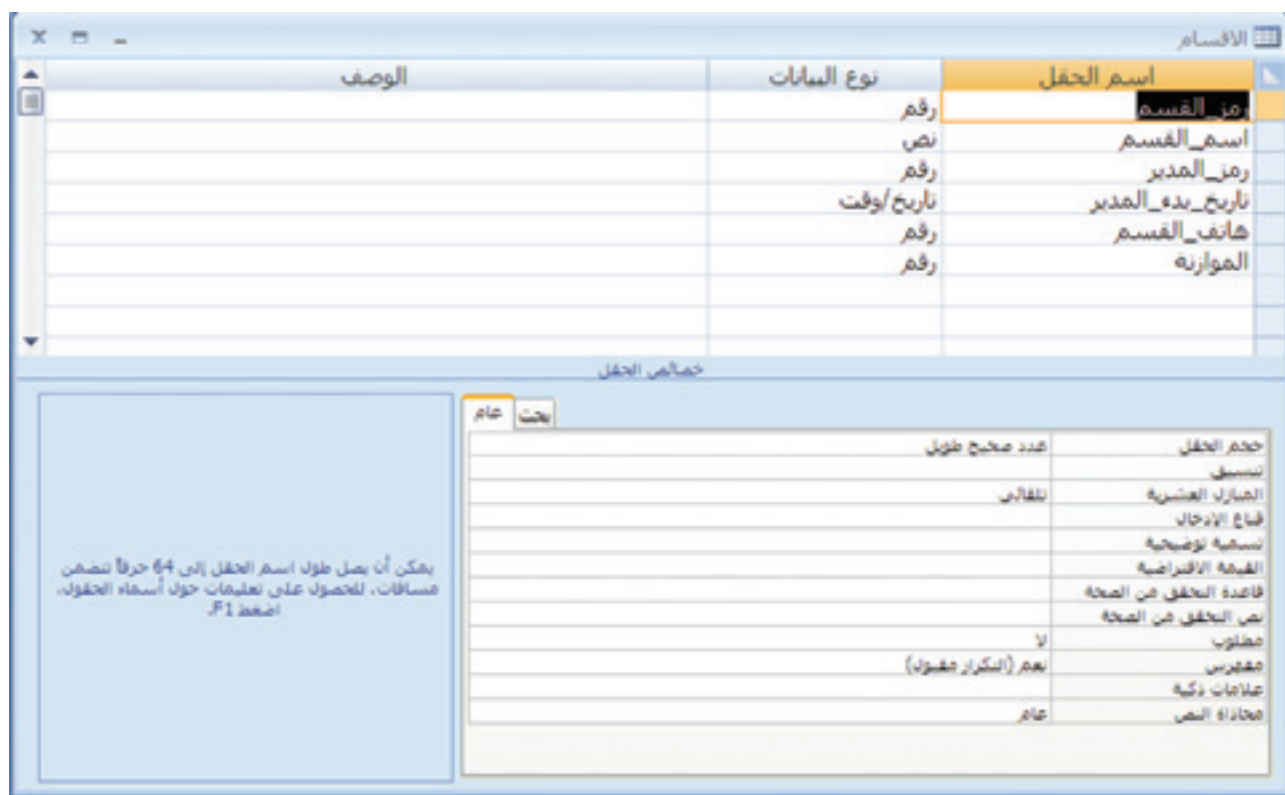 الاقسام
اسم الحقل نوع البيانات الوصف
رمز_القسم رقم
اسم_القسم نص
رمز_المدير رقم
تاريخ_بدء_المدير تاريخ/وقت
هاتف_القسم رقم
الموازنة رقم
خصائص الحقل
عام بحث
حجم الحقل عدد صحيح طويل
تنسيق
المنازل العشرية تلقائي
قناع الإدخال
تسمية توضيحية
القيمة الافتراضية
قاعدة التحقق من الصحة
نص التحقق من الصحة
مطلوب لا
مفهرس نعم (التكرار مقبول)
علامات ذكية
محاذاة النص عام
يمكن أن يصل طول اسم الحقل إلى 64 حرفاً تتضمن
مسافات، للحصول على تعليمات حول أسماء الحقول،
اضغط F1.